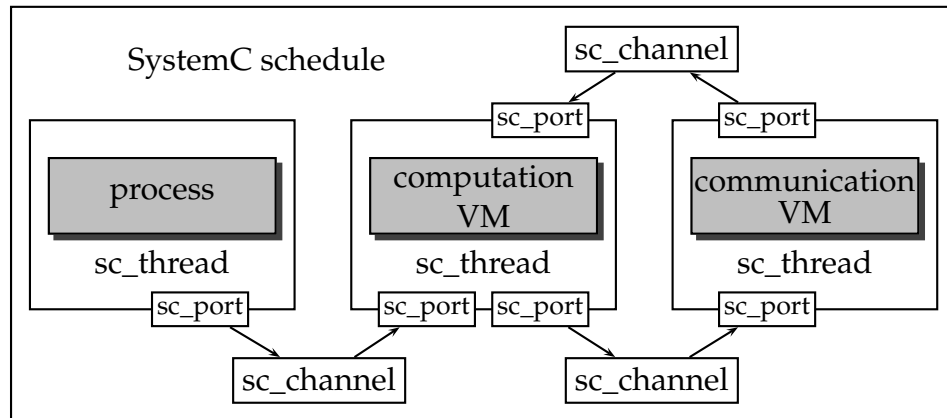 SystemC schedule
sc_channel
sc_port
sc_port
process
computation
VM
communication
VM
sc_thread
sc_thread
sc_thread
sc_port
sc_port
sc_port
sc_port
sc_channel
sc_channel